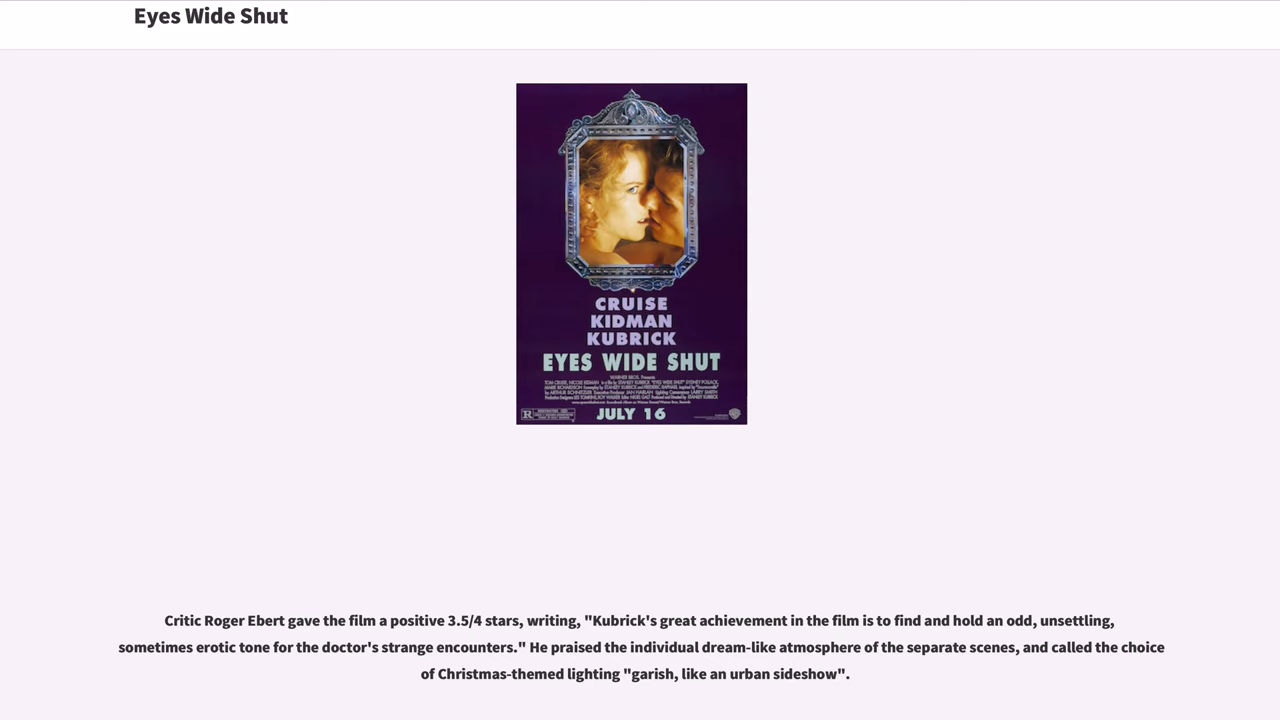 Eyes Wide Shut
CRUISE
KIDMAN
KUBRICK
EYES WIDE SHUT
JULY 16
R
Critic Roger Ebert gave the film a positive 3.5/4 stars, writing, "Kubrick's great achievement in the film is to find and hold an odd, unsettling,
sometimes erotic tone for the doctor's strange encounters." He praised the individual dream-like atmosphere of the separate scenes, and called the choice
of Christmas-themed lighting "garish, like an urban sideshow".